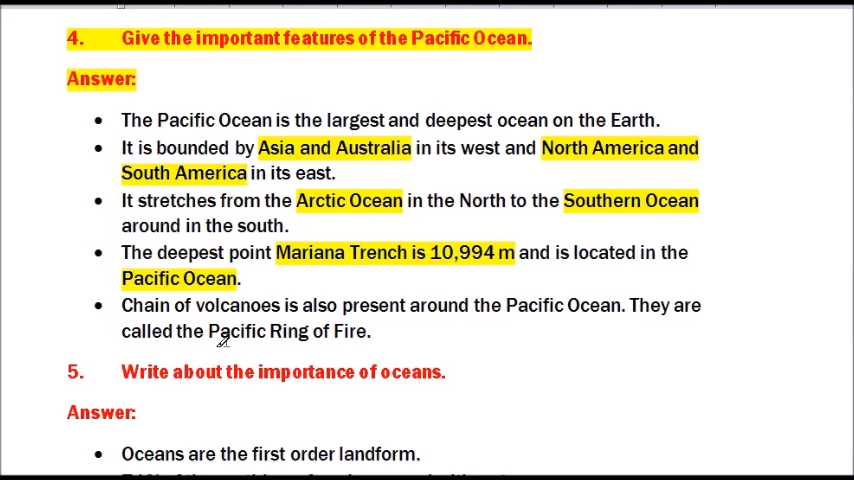 4. Give the important features of the Pacific Ocean.
Answer:
• The Pacific Ocean is the largest and deepest ocean on the Earth.
• It is bounded by Asia and Australia in its west and North America and
South America in its east.
• It stretches from the Arctic Ocean in the North to the Southern Ocean
around in the south.
• The deepest point Mariana Trench is 10,994 m and is located in the
Pacific Ocean.
• Chain of volcanoes is also present around the Pacific Ocean. They are
called the Pacific Ring of Fire.
5. Write about the importance of oceans.
Answer:
• Oceans are the first order landform.